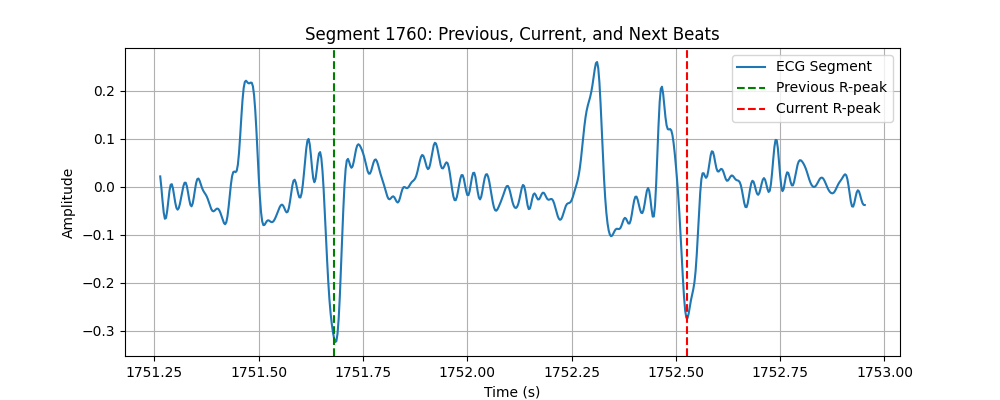 Segment 1760: Previous, Current, and Next Beats
ECG Segment
Previous R-peak
Current R-peak
Amplitude
0.2
0.1
0.0
−0.1
−0.2
−0.3
1751.25 1751.50 1751.75 1752.00 1752.25 1752.50 1752.75 1753.00
Time (s)